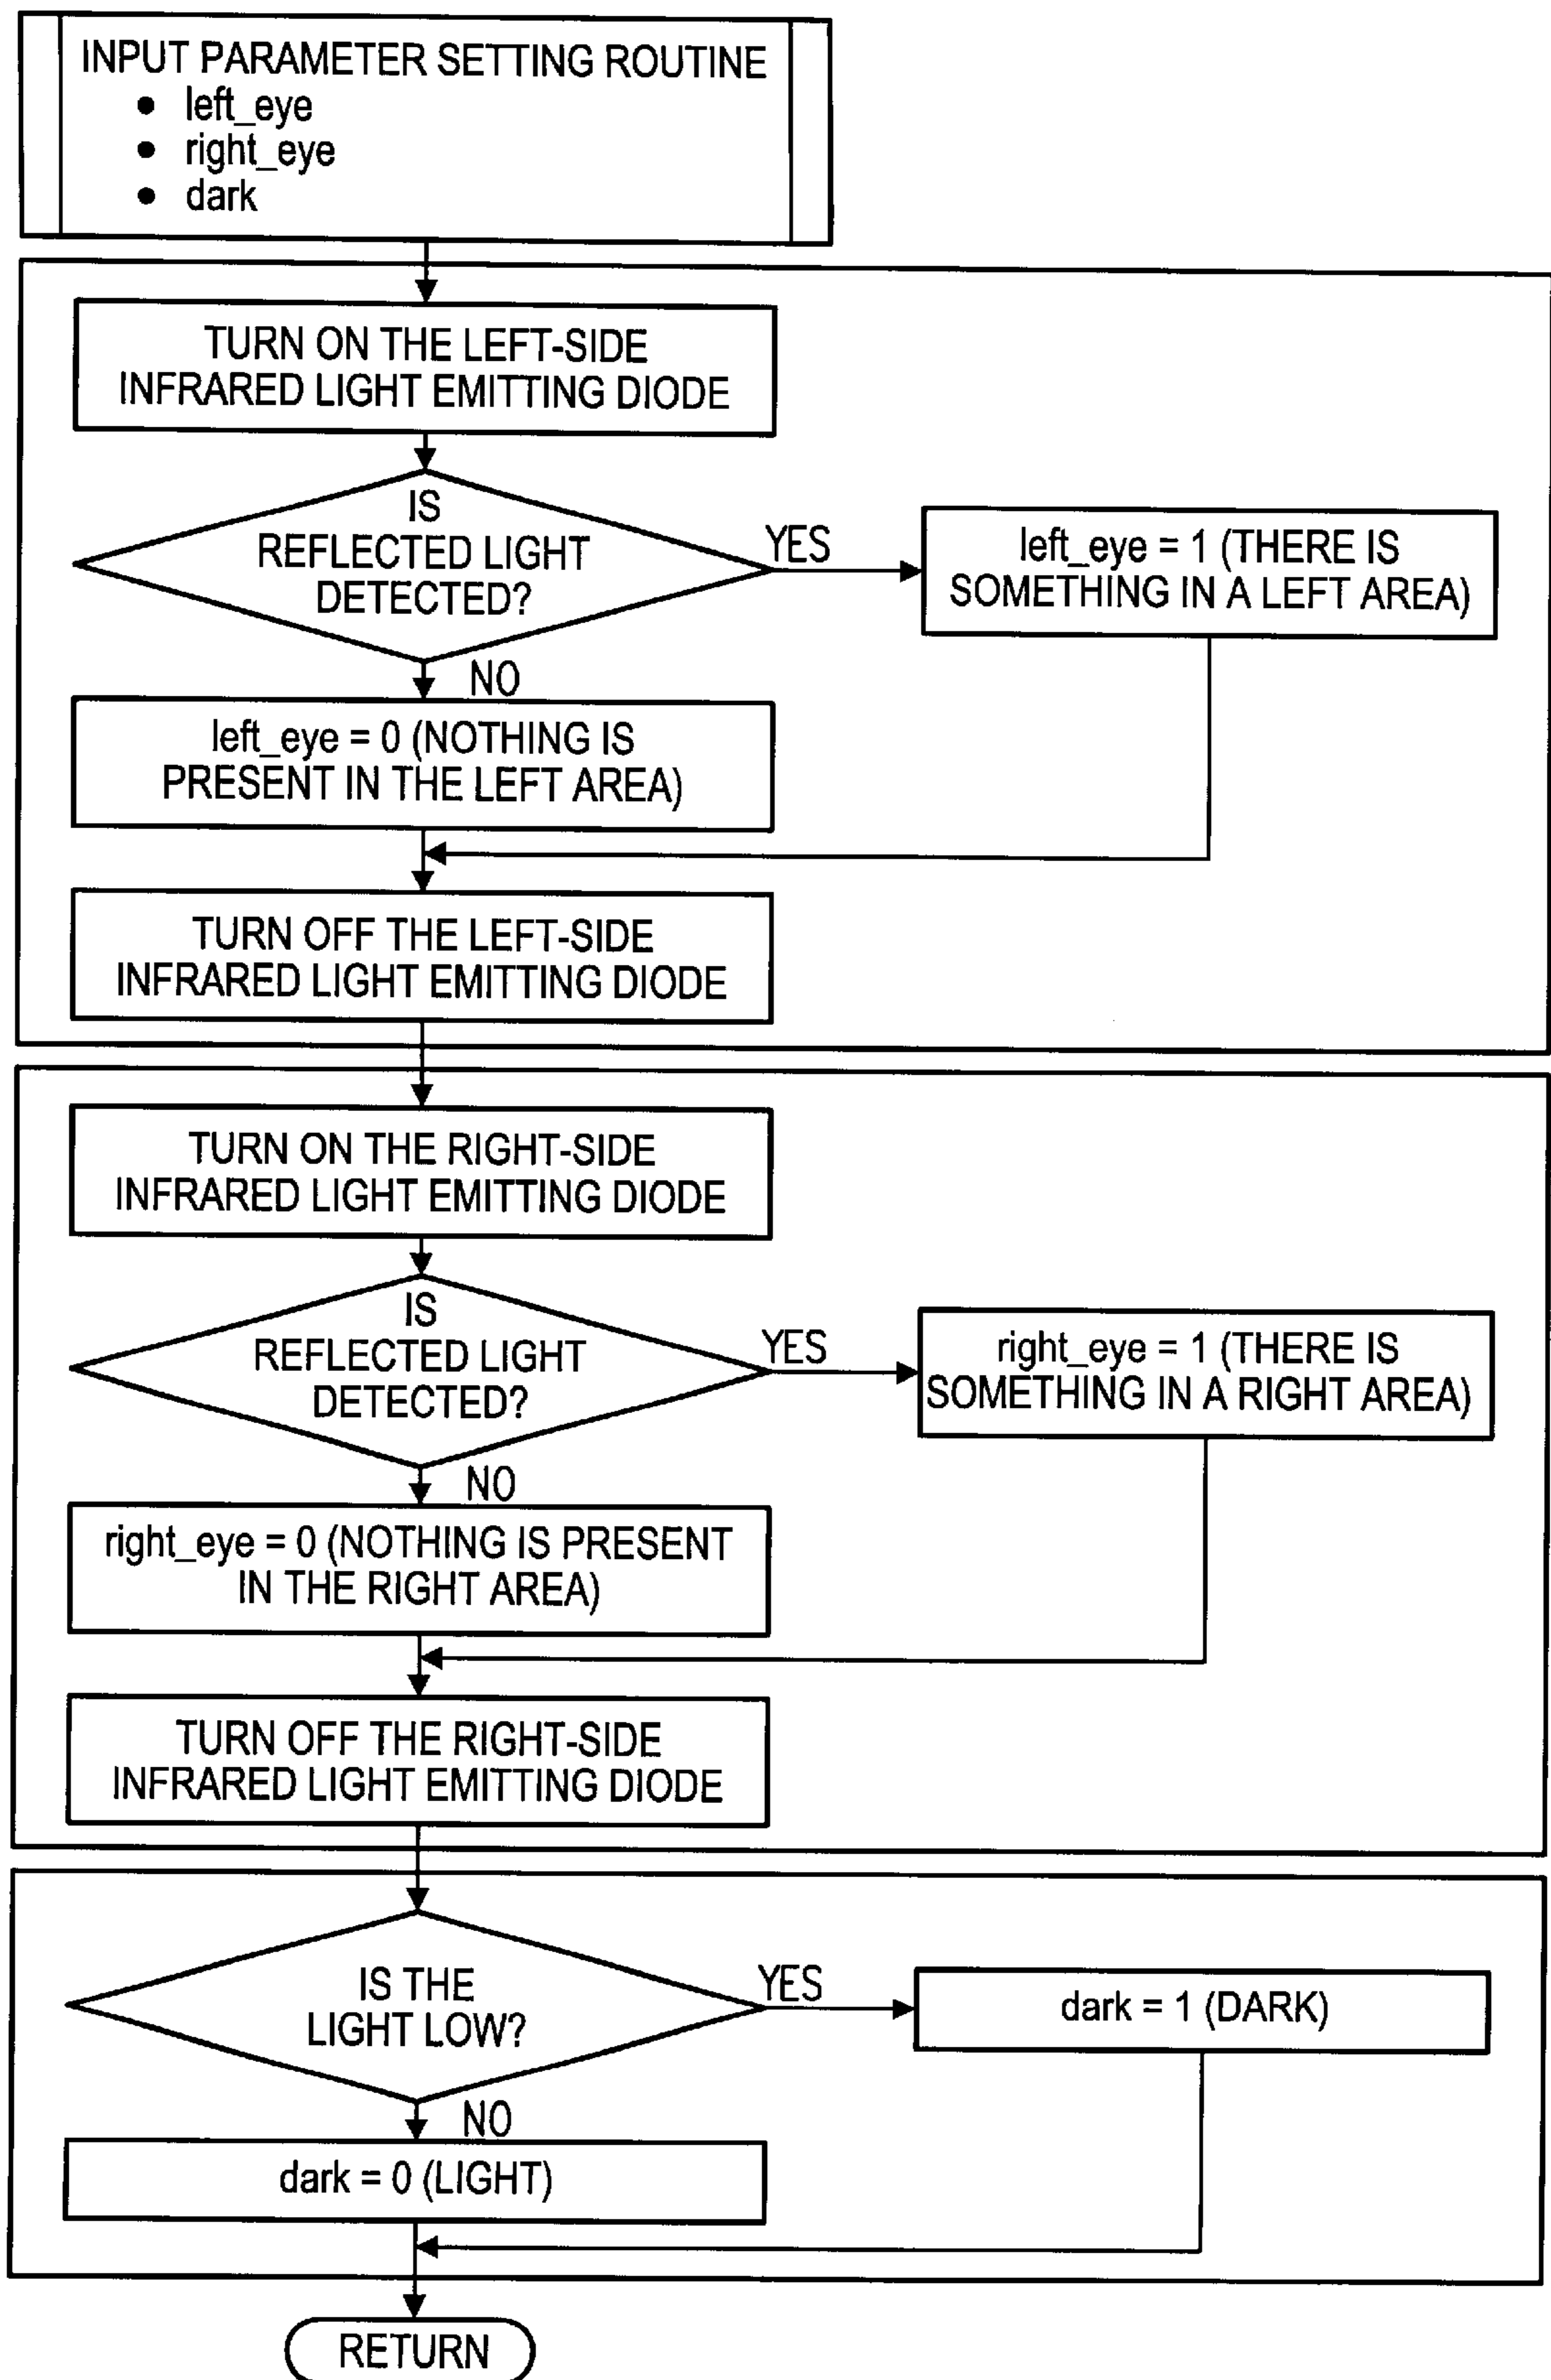 INPUT PARAMETER SETTING ROUTINE
• left_eye
• right_eye
• dark
TURN ON THE LEFT-SIDE
INFRARED LIGHT EMITTING DIODE
IS
REFLECTED LIGHT
DETECTED?
YES
left_eye = 1 (THERE IS
SOMETHING IN A LEFT AREA)
NO
left_eye = 0 (NOTHING IS
PRESENT IN THE LEFT AREA)
TURN OFF THE LEFT-SIDE
INFRARED LIGHT EMITTING DIODE
TURN ON THE RIGHT-SIDE
INFRARED LIGHT EMITTING DIODE
IS
REFLECTED LIGHT
DETECTED?
YES
right_eye = 1 (THERE IS
SOMETHING IN A RIGHT AREA)
NO
right_eye = 0 (NOTHING IS PRESENT
IN THE RIGHT AREA)
TURN OFF THE RIGHT-SIDE
INFRARED LIGHT EMITTING DIODE
IS THE
LIGHT LOW?
YES
dark = 1 (DARK)
NO
dark = 0 (LIGHT)
RETURN